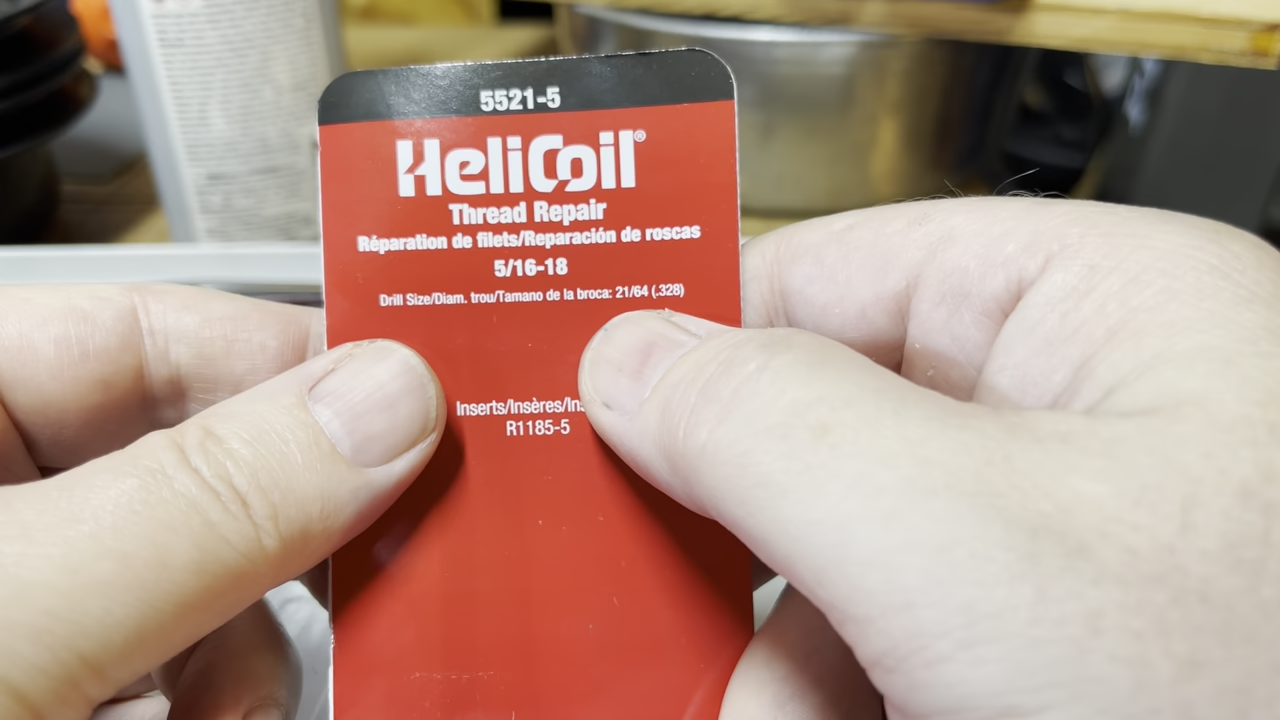 5521-5
HeliCoil®
Thread Repair
Réparation de filets/Reparación de roscas
5/16-18
Drill Size/Diam. trou/Tamano de la broca: 21/64 (.328)
Inserts/Insères/
R1185-5